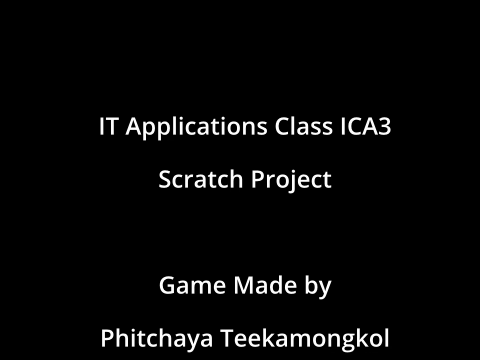 IT Applications Class ICA3
Scratch Project
Game Made by
Phitchaya Teekamongkol